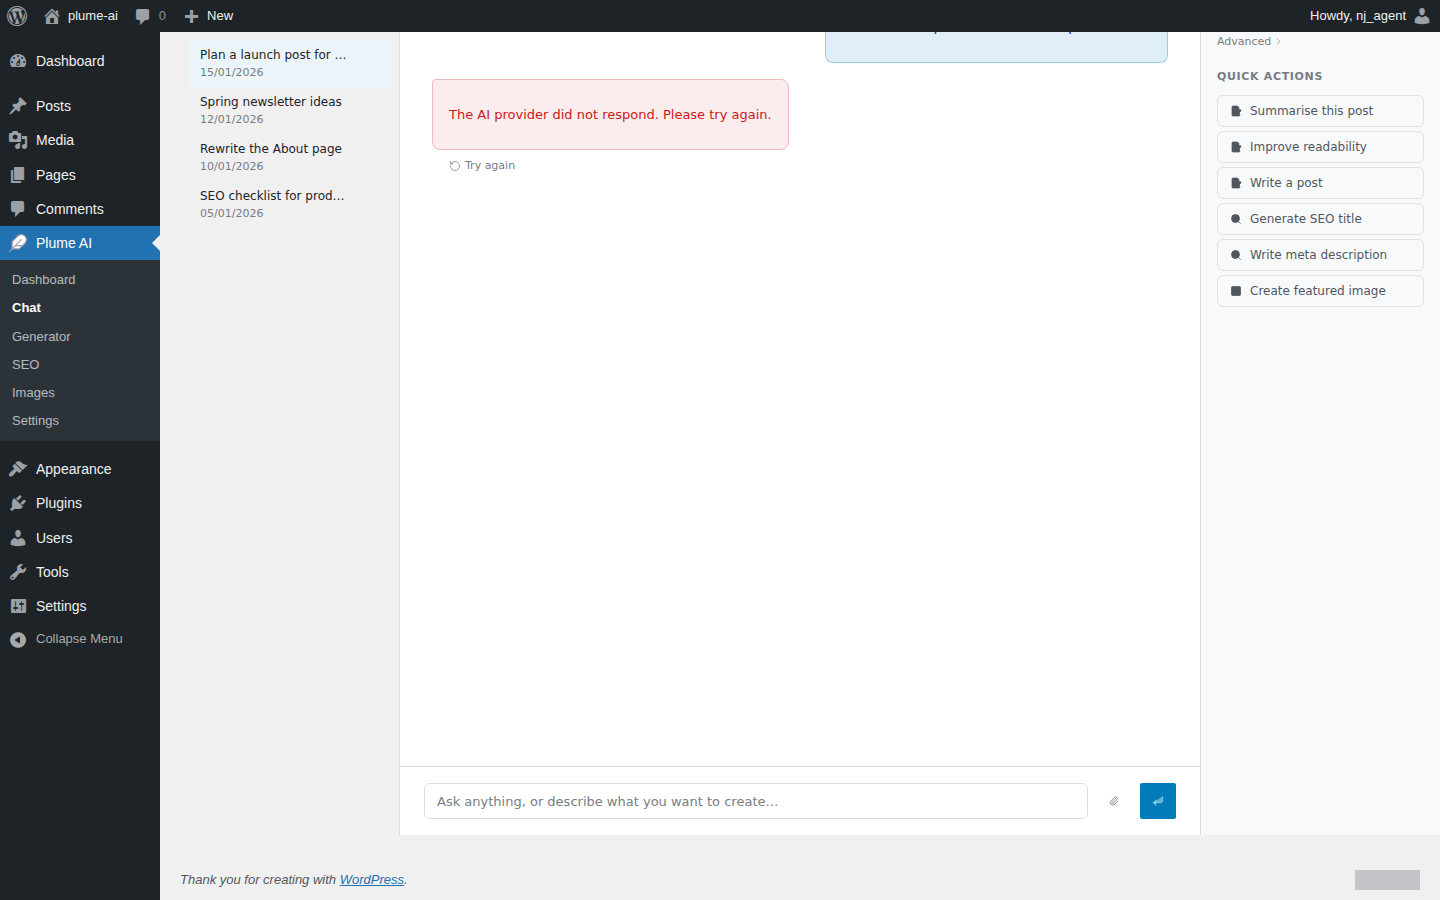 plume-ai
0
New
Howdy, nj_agent
Dashboard
Posts
Media
Pages
Comments
Plume AI
Dashboard
Chat
Generator
SEO
Images
Settings
Appearance
Plugins
Users
Tools
Settings
Collapse Menu
Plan a launch post for …
15/01/2026
Spring newsletter ideas
12/01/2026
Rewrite the About page
10/01/2026
SEO checklist for prod…
05/01/2026
The AI provider did not respond. Please try again.
Try again
Ask anything, or describe what you want to create…
Advanced
QUICK ACTIONS
Summarise this post
Improve readability
Write a post
Generate SEO title
Write meta description
Create featured image
Thank you for creating with WordPress.